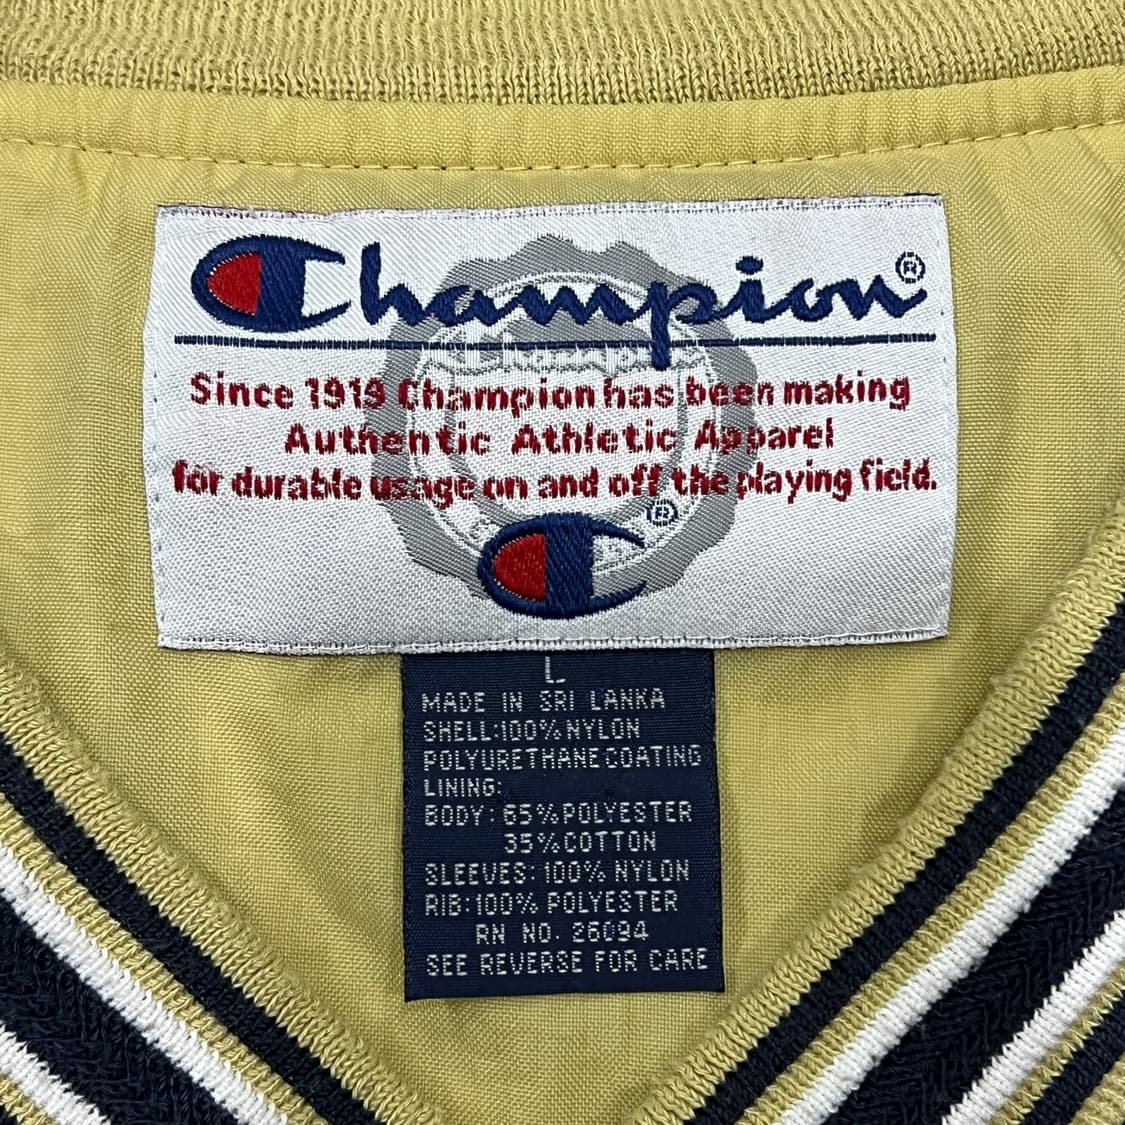 Champion®
Champion
Since 1919 Champion has been making
Authentic Athletic Apparel
for durable usage on and off the playing field.
®
L
MADE IN SRI LANKA
SHELL:100% NYLON
POLYURETHANE COATING
LINING:
BODY: 65% POLYESTER
35% COTTON
SLEEVES: 100% NYLON
RIB:100% POLYESTER
RN NO. 26094
SEE REVERSE FOR CARE